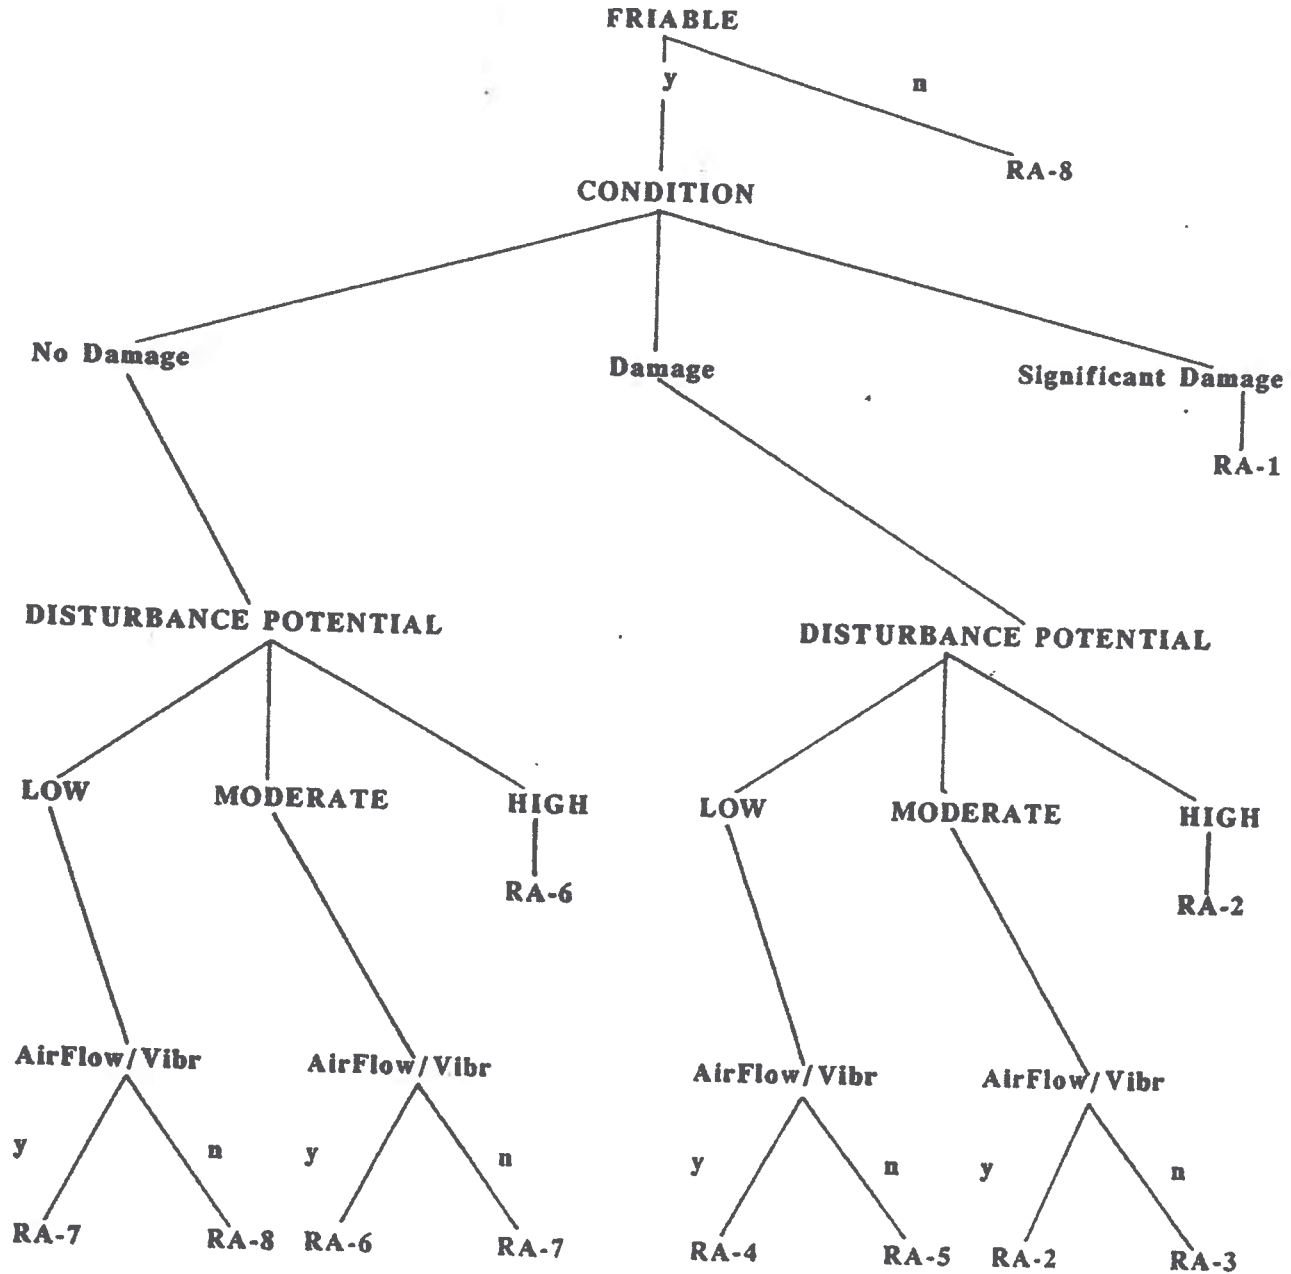 FRIABLE
y n
RA-8
CONDITION
No Damage Damage Significant Damage
RA-1
DISTURBANCE POTENTIAL DISTURBANCE POTENTIAL
LOW MODERATE HIGH LOW MODERATE HIGH
RA-6 RA-2
AirFlow/Vibr AirFlow/Vibr AirFlow/Vibr AirFlow/Vibr
y n y n y n y n
RA-7 RA-8 RA-6 RA-7 RA-4 RA-5 RA-2 RA-3